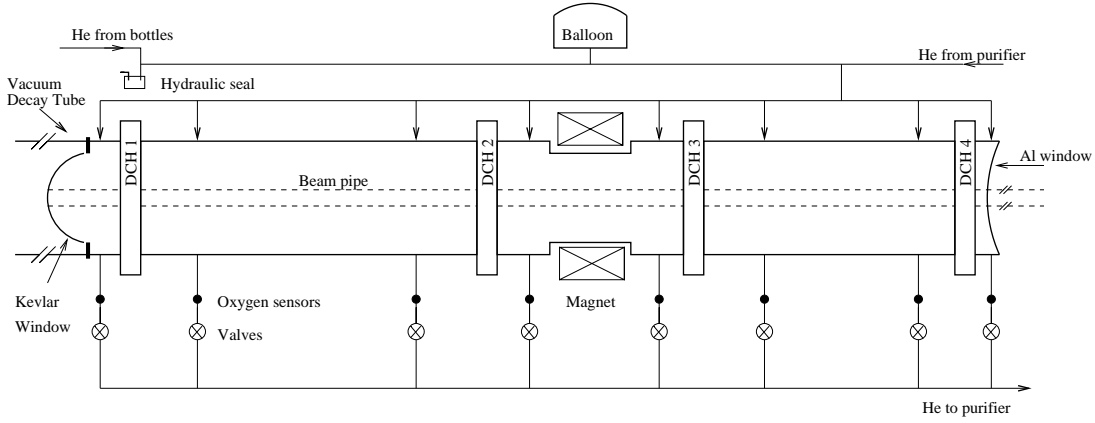 He from bottles
Balloon
He from purifier
Hydraulic seal
Vacuum
Decay Tube
DCH 1
DCH 2
DCH 3
DCH 4
Al window
Beam pipe
Kevlar
Window
Oxygen sensors
Valves
Magnet
He to purifier